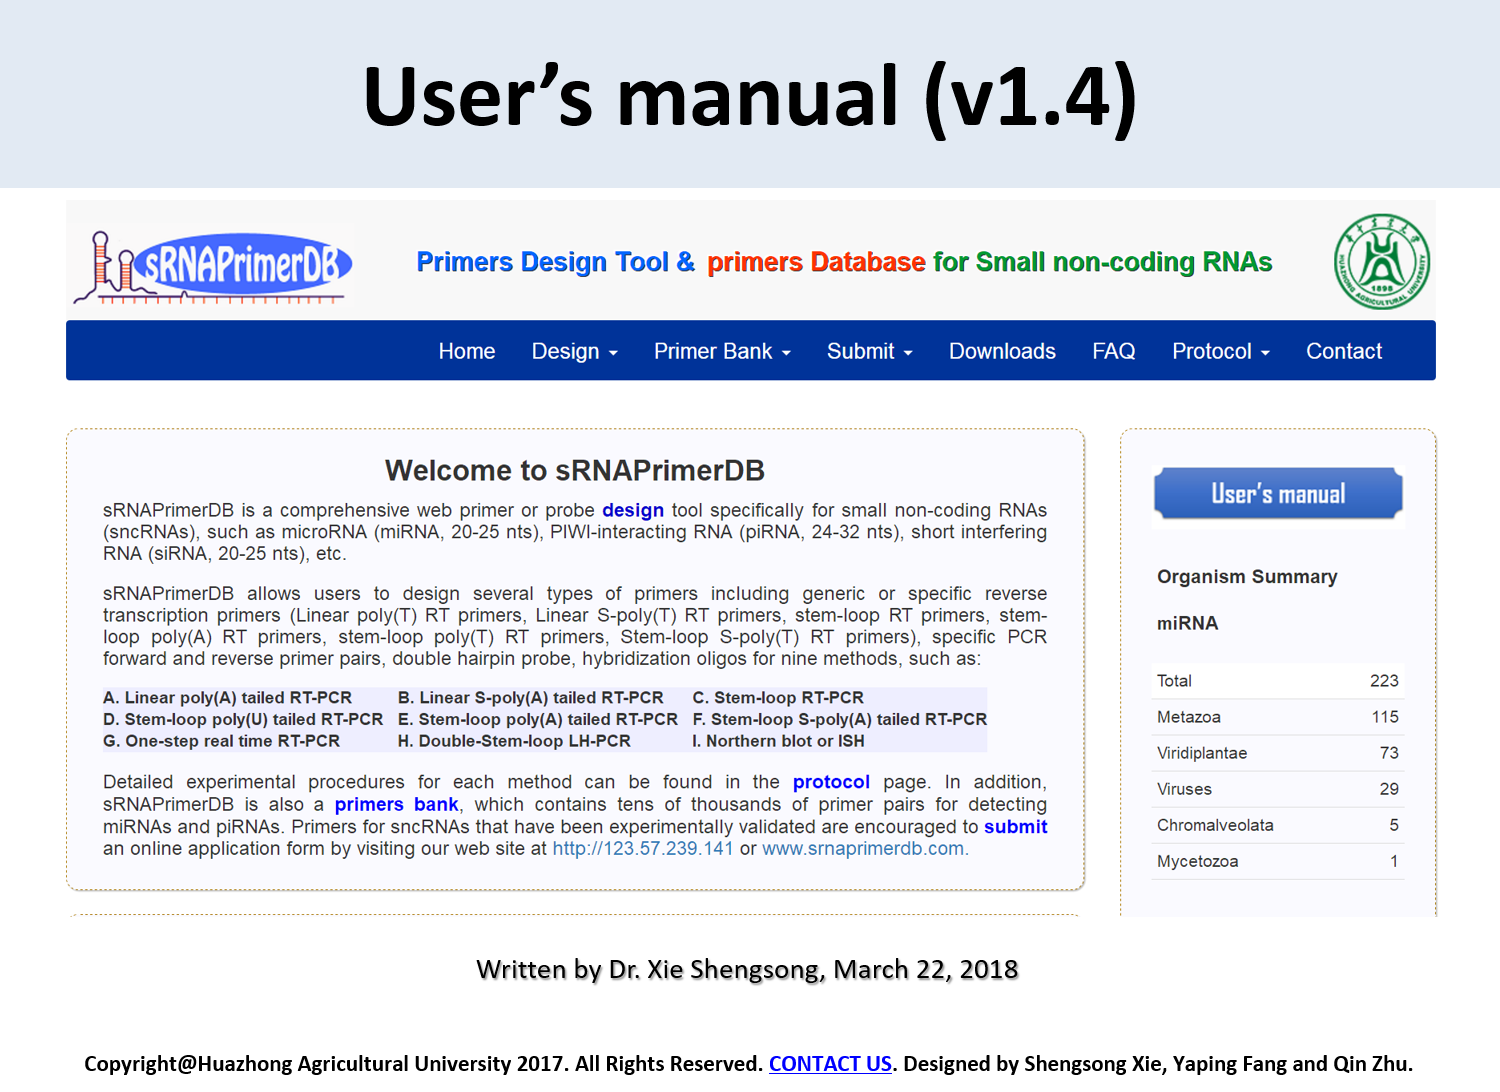 User’s manual (v1.4)
sRNAPrimerDB
Primers Design Tool & primers Database for Small non-coding RNAs
HUAZHONG AGRICULTURAL UNIVERSITY
1898
Home Design Primer Bank Submit Downloads FAQ Protocol Contact
Welcome to sRNAPrimerDB
sRNAPrimerDB is a comprehensive web primer or probe design tool specifically for small non-coding RNAs
(sncRNAs), such as microRNA (miRNA, 20-25 nts), PIWI-interacting RNA (piRNA, 24-32 nts), short interfering
RNA (siRNA, 20-25 nts), etc.
sRNAPrimerDB allows users to design several types of primers including generic or specific reverse
transcription primers (Linear poly(T) RT primers, Linear S-poly(T) RT primers, stem-loop RT primers, stem-
loop poly(A) RT primers, stem-loop poly(T) RT primers, Stem-loop S-poly(T) RT primers), specific PCR
forward and reverse primer pairs, double hairpin probe, hybridization oligos for nine methods, such as:
A. Linear poly(A) tailed RT-PCR B. Linear S-poly(A) tailed RT-PCR C. Stem-loop RT-PCR
D. Stem-loop poly(U) tailed RT-PCR E. Stem-loop poly(A) tailed RT-PCR F. Stem-loop S-poly(A) tailed RT-PCR
G. One-step real time RT-PCR H. Double-Stem-loop LH-PCR I. Northern blot or ISH
Detailed experimental procedures for each method can be found in the protocol page. In addition,
sRNAPrimerDB is also a primers bank, which contains tens of thousands of primer pairs for detecting
miRNAs and piRNAs. Primers for sncRNAs that have been experimentally validated are encouraged to submit
an online application form by visiting our web site at http://123.57.239.141 or www.srnaprimerdb.com.
User’s manual
Organism Summary
miRNA
Total 223
Metazoa 115
Viridiplantae 73
Viruses 29
Chromalveolata 5
Mycetozoa 1
Written by Dr. Xie Shengsong, March 22, 2018
Copyright@Huazhong Agricultural University 2017. All Rights Reserved. CONTACT US. Designed by Shengsong Xie, Yaping Fang and Qin Zhu.